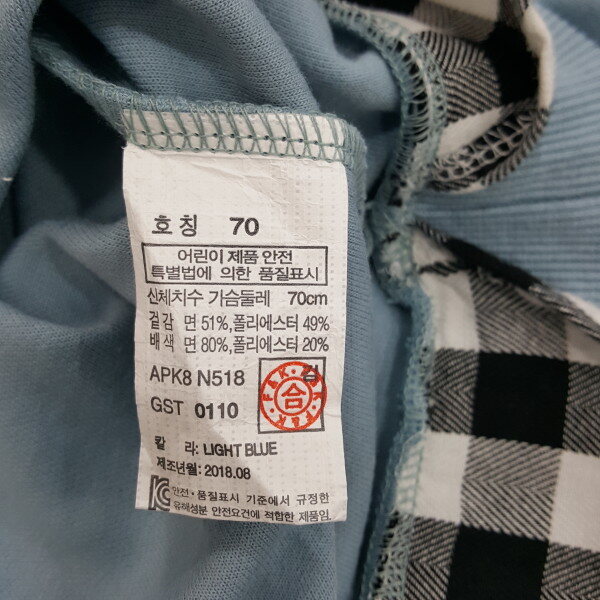 호칭 70
어린이 제품 안전
특별법에 의한 품질표시
신체치수 가슴둘레 70cm
겉감 면 51%,폴리에스터 49%
배색 면 80%,폴리에스터 20%
APK8 N518
GST 0110
합
칼 라: LIGHT BLUE
제조년월: 2018.08
안전·품질표시 기준에서 규정한
유해성분 안전요건에 적합한 제품임.